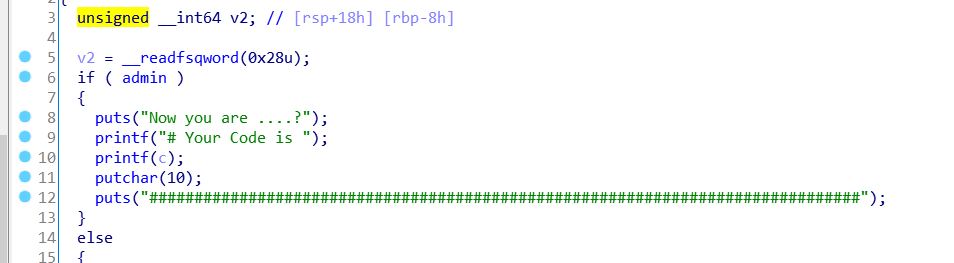 {
3 unsigned __int64 v2; // [rsp+18h] [rbp-8h]
4
5 v2 = __readfsqword(0x28u);
6 if ( admin )
7 {
8 puts("Now you are ....?");
9 printf("# Your Code is ");
10 printf(c);
11 putchar(10);
12 puts("###############################################################################");
13 }
14 else
15 {